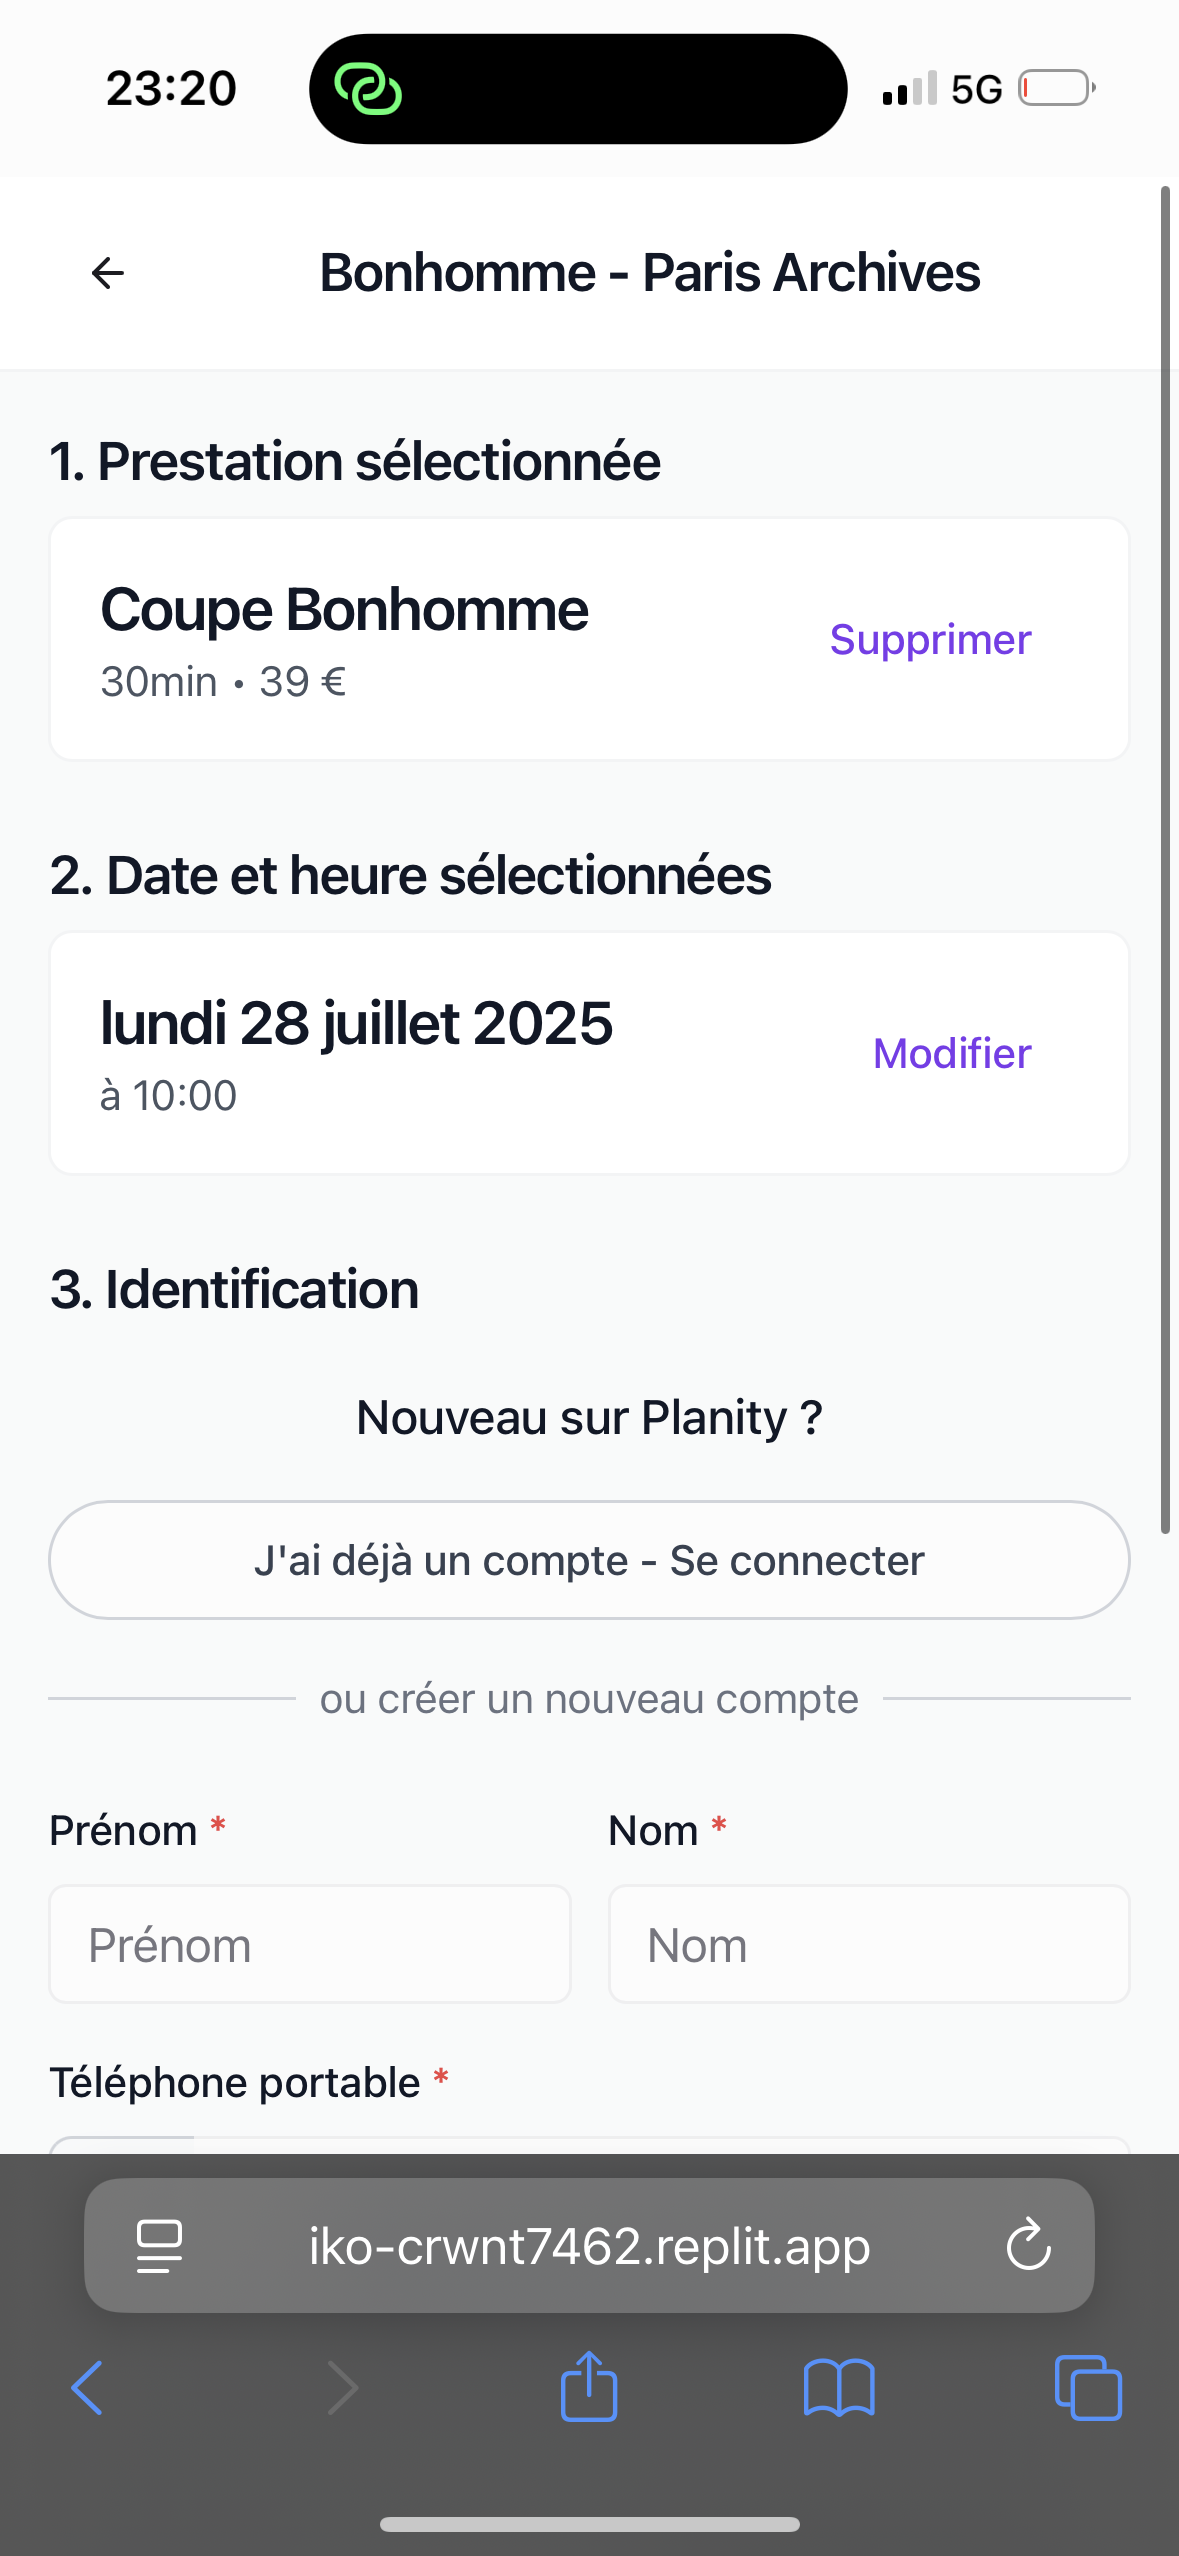 23:20
5G
Bonhomme - Paris Archives
1. Prestation sélectionnée
Coupe Bonhomme
30min • 39 €
Supprimer
2. Date et heure sélectionnées
lundi 28 juillet 2025
à 10:00
Modifier
3. Identification
Nouveau sur Planity ?
J'ai déjà un compte - Se connecter
ou créer un nouveau compte
Prénom *
Nom *
Prénom
Nom
Téléphone portable *
iko-crwnt7462.replit.app